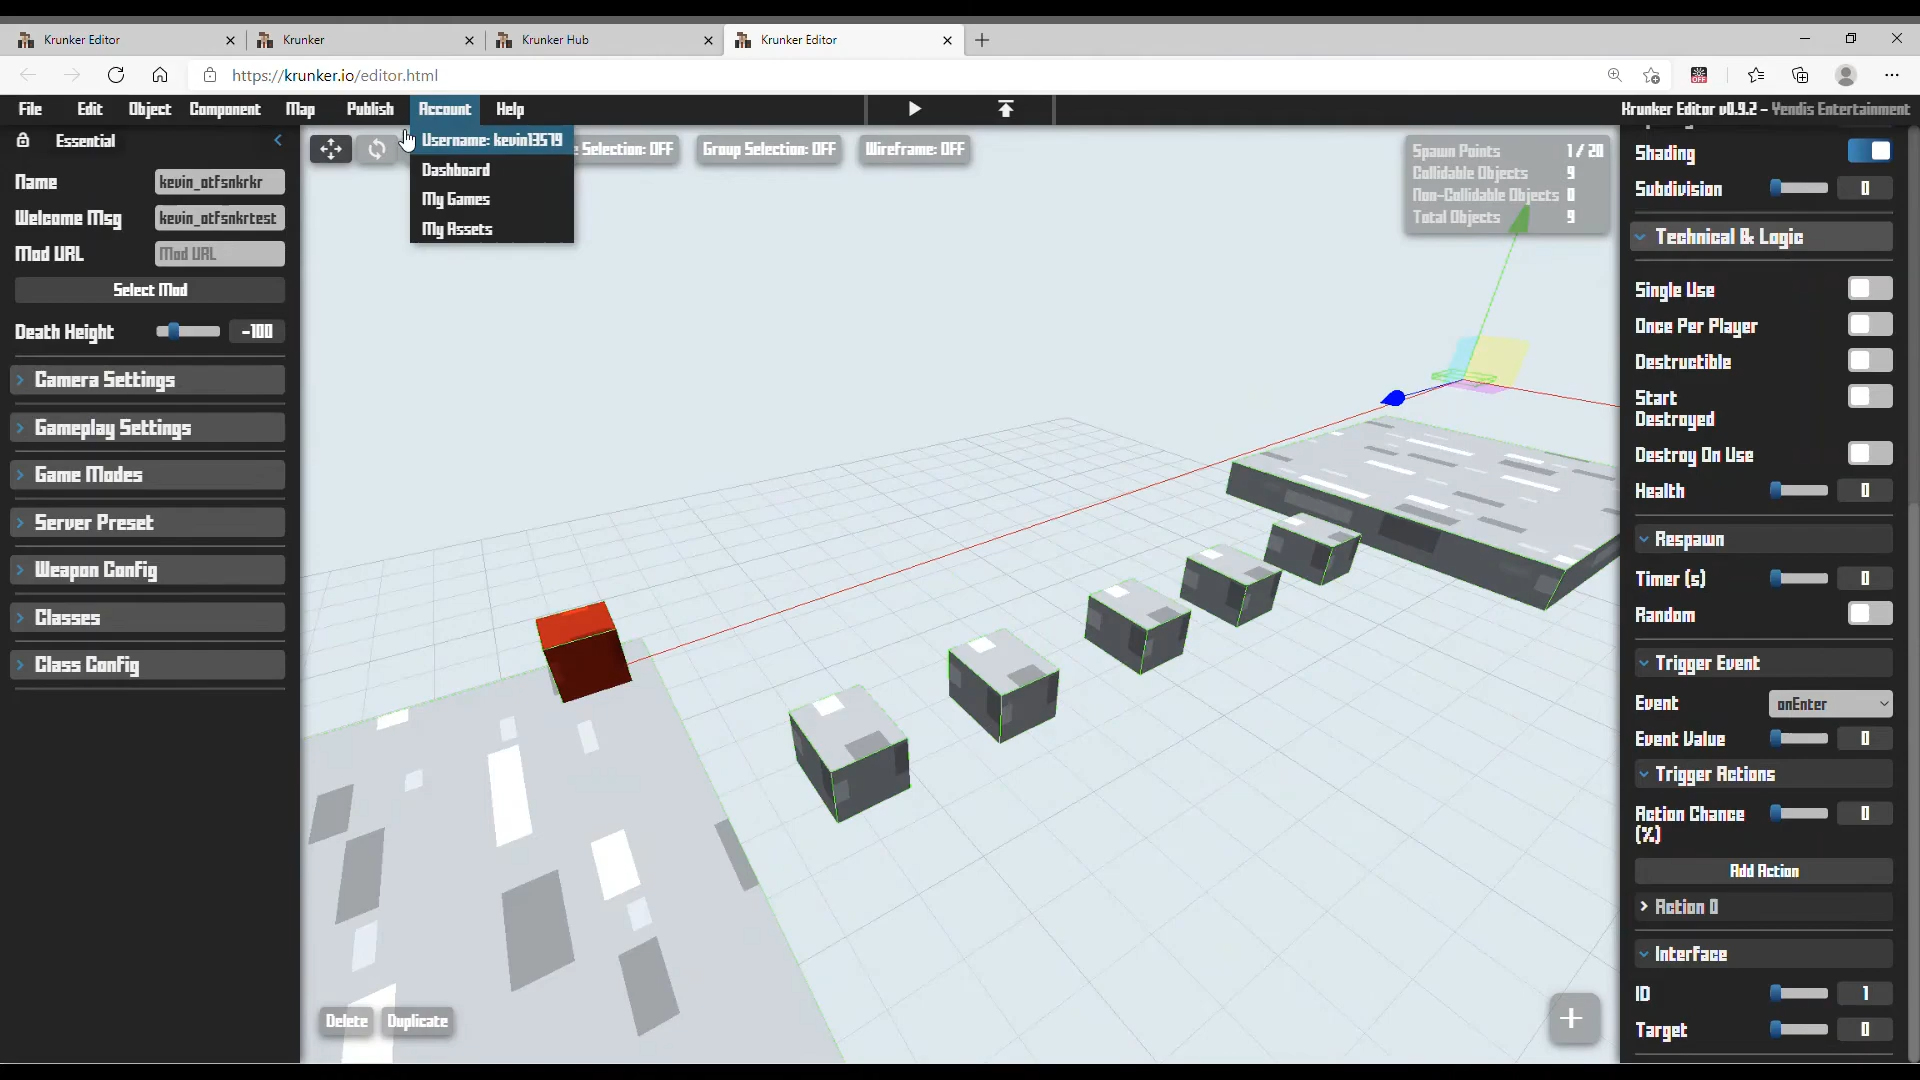 Krunker Editor
Krunker
Krunker Hub
Krunker Editor
https://krunker.io/editor.html
OFF
File Edit Object Component Map Publish Account Help
Krunker Editor v0.9.2 - Yendis Entertainment
Essential
Name kevin_otfsnkrkr
Welcome Msg kevin_otfsnkrtest
Mod URL Mod URL
Select Mod
Death Height -100
Camera Settings
Gameplay Settings
Game Modes
Server Preset
Weapon Config
Classes
Class Config
Username: kevin13579
Dashboard
My Games
My Assets
Selection: OFF
Group Selection: OFF
Wireframe: OFF
Spawn Points 1/20
Collidable Objects 9
Non-Collidable Objects 0
Total Objects 9
Delete Duplicate
Shading
Subdivision 0
Technical & Logic
Single Use
Once Per Player
Destructible
Start
Destroyed
Destroy On Use
Health 0
Respawn
Timer (s) 0
Random
Trigger Event
Event onEnter
Event Value 0
Trigger Actions
Action Chance
(%) 0
Add Action
Action 0
Interface
ID 1
Target 0